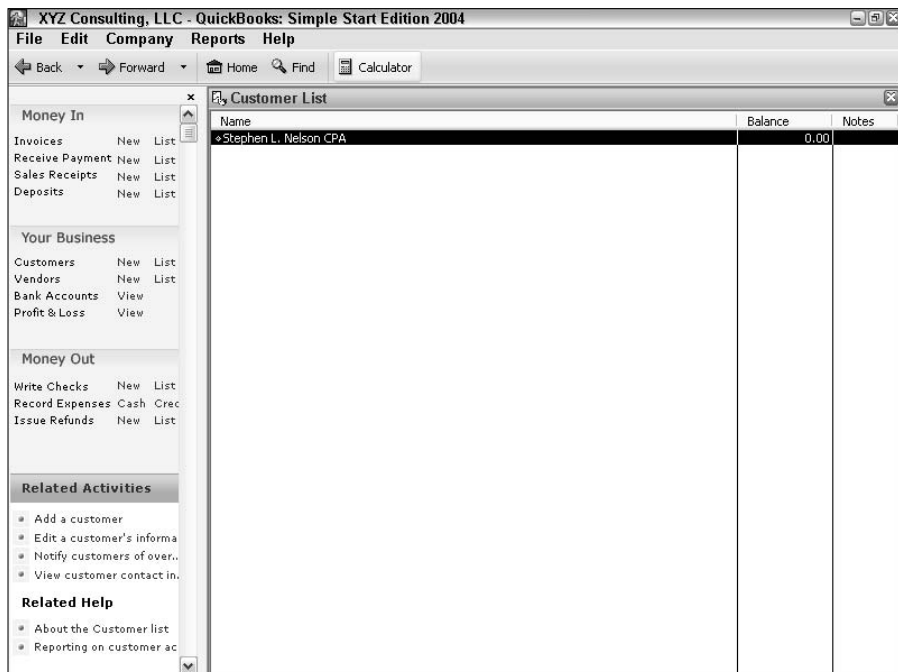 XYZ Consulting, LLC - QuickBooks: Simple Start Edition 2004
File Edit Company Reports Help
Back Forward Home Find Calculator
Money In
Invoices New List
Receive Payment New List
Sales Receipts New List
Deposits New List
Your Business
Customers New List
Vendors New List
Bank Accounts View
Profit & Loss View
Money Out
Write Checks New List
Record Expenses Cash Cred
Issue Refunds New List
Related Activities
Add a customer
Edit a customer's informa
Notify customers of over..
View customer contact in.
Related Help
About the Customer list
Reporting on customer ac
Customer List
Name Balance Notes
Stephen L. Nelson CPA 0.00